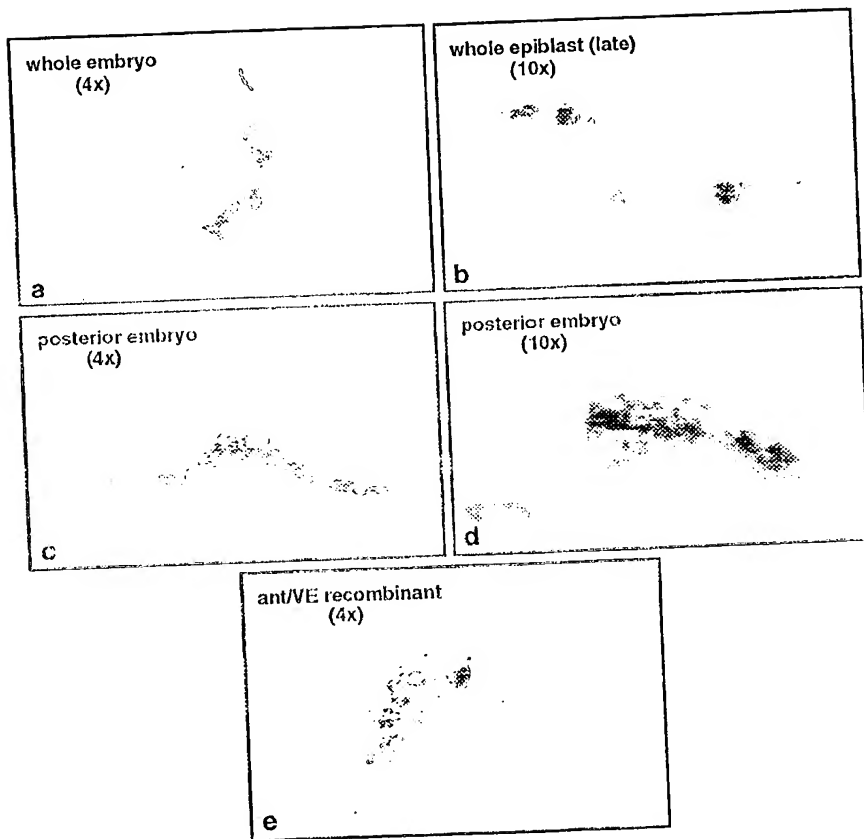 whole embryo
(4x)
a
whole epiblast (late)
(10x)
b
posterior embryo
(4x)
c
posterior embryo
(10x)
d
ant/VE recombinant
(4x)
e